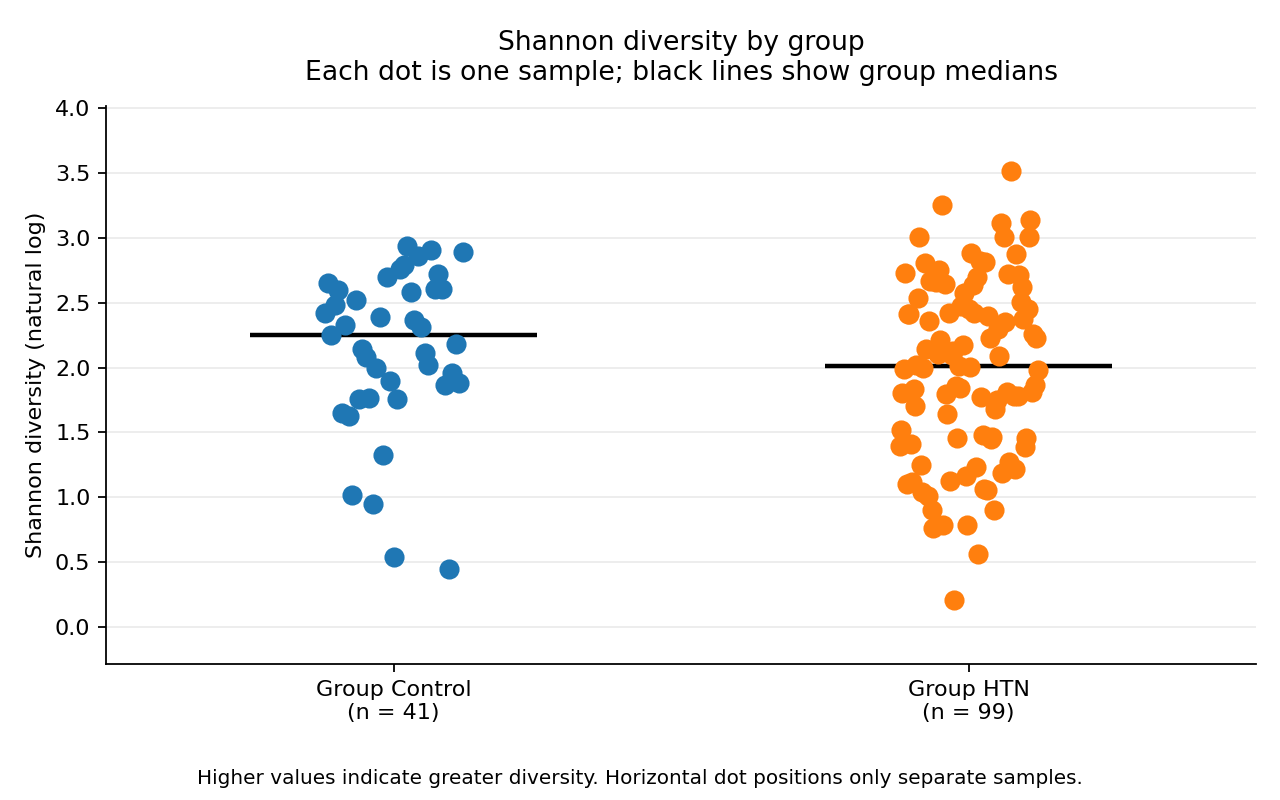 Shannon diversity by group
Each dot is one sample; black lines show group medians
Shannon diversity (natural log)
4.0
3.5
3.0
2.5
2.0
1.5
1.0
0.5
0.0
Group Control
(n = 41)
Group HTN
(n = 99)
Higher values indicate greater diversity. Horizontal dot positions only separate samples.